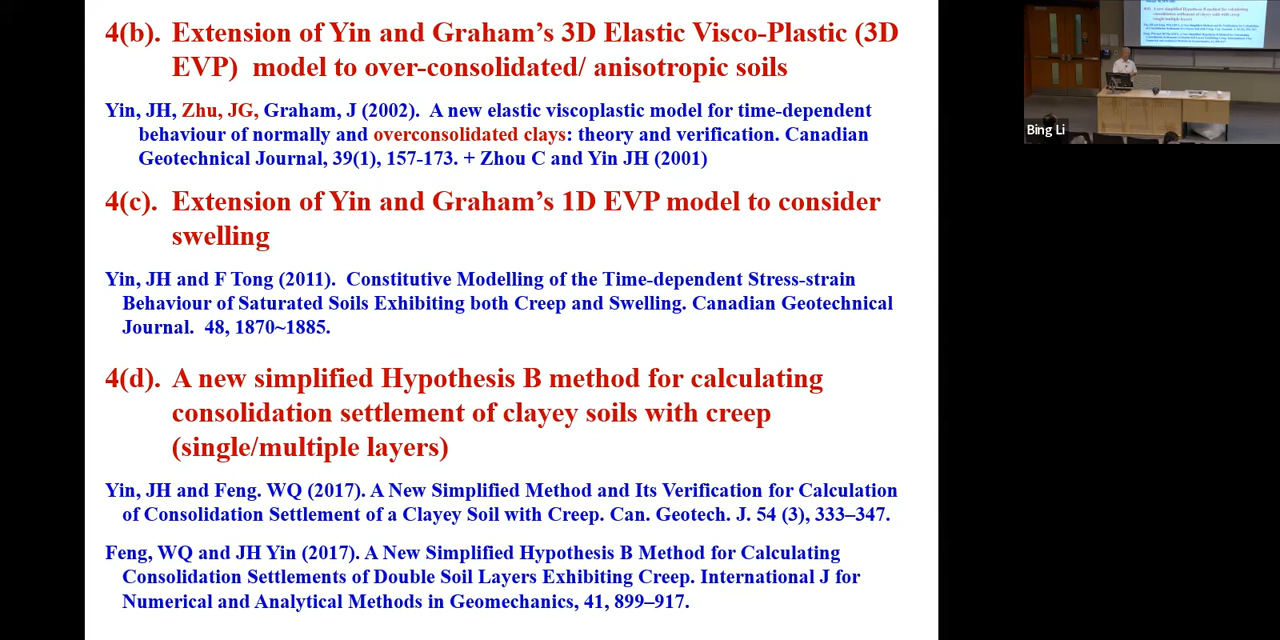 4(b). Extension of Yin and Graham’s 3D Elastic Visco-Plastic (3D
EVP) model to over-consolidated/ anisotropic soils
Yin, JH, Zhu, JG, Graham, J (2002). A new elastic viscoplastic model for time-dependent
behaviour of normally and overconsolidated clays: theory and verification. Canadian
Geotechnical Journal, 39(1), 157-173. + Zhou C and Yin JH (2001)
4(c). Extension of Yin and Graham’s 1D EVP model to consider
swelling
Yin, JH and F Tong (2011). Constitutive Modelling of the Time-dependent Stress-strain
Behaviour of Saturated Soils Exhibiting both Creep and Swelling. Canadian Geotechnical
Journal. 48, 1870~1885.
4(d). A new simplified Hypothesis B method for calculating
consolidation settlement of clayey soils with creep
(single/multiple layers)
Yin, JH and Feng. WQ (2017). A New Simplified Method and Its Verification for Calculation
of Consolidation Settlement of a Clayey Soil with Creep. Can. Geotech. J. 54 (3), 333–347.
Feng, WQ and JH Yin (2017). A New Simplified Hypothesis B Method for Calculating
Consolidation Settlements of Double Soil Layers Exhibiting Creep. International J for
Numerical and Analytical Methods in Geomechanics, 41, 899–917.
Bing Li